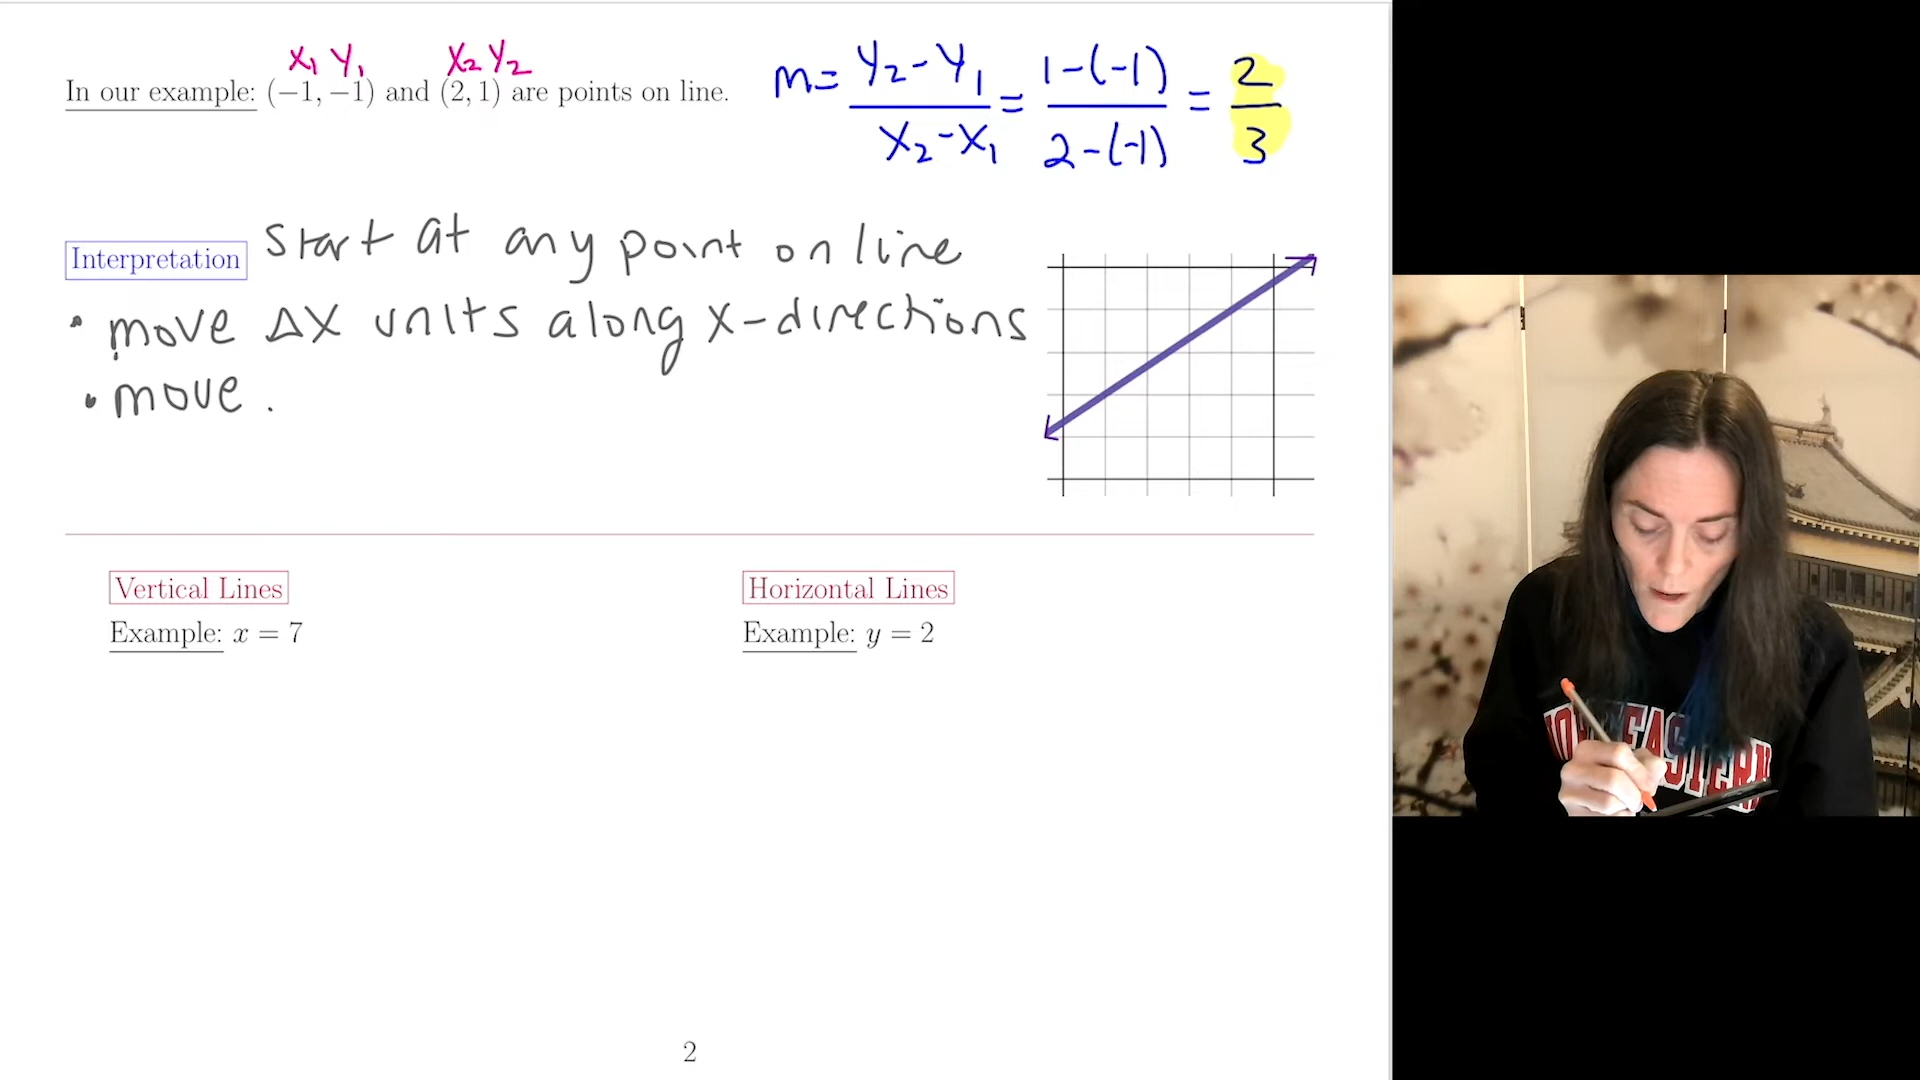 x₁ y₁ x₂ y₂
In our example: (−1, −1) and (2, 1) are points on line.
m = y₂ - y₁ / x₂ - x₁ = 1-(-1) / 2-(-1) = 2/3
Interpretation start at any point on line
• move Δx units along x-directions
• move .
Vertical Lines
Example: x = 7
Horizontal Lines
Example: y = 2
2
NORTHEASTERN